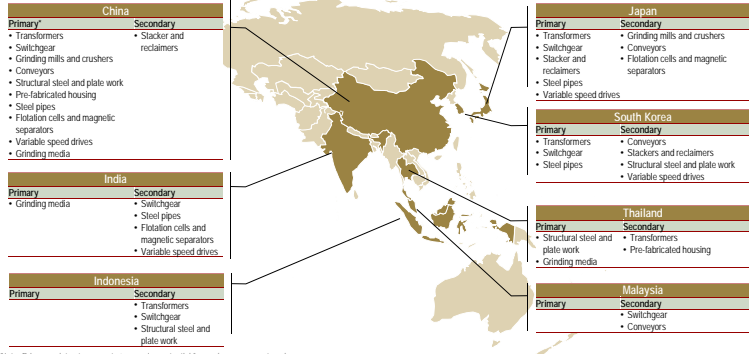 China
Primary* Secondary
• Transformers
• Switchgear
• Grinding mills and crushers
• Conveyors
• Structural steel and plate work
• Pre-fabricated housing
• Steel pipes
• Flotation cells and magnetic
separators
• Variable speed drives
• Grinding media
• Stacker and
reclaimers
India
Primary Secondary
• Grinding media
• Switchgear
• Steel pipes
• Flotation cells and
magnetic separators
• Variable speed drives
Indonesia
Primary Secondary
• Transformers
• Switchgear
• Structural steel and
plate work
Japan
Primary Secondary
• Transformers
• Switchgear
• Stacker and
reclaimers
• Steel pipes
• Variable speed drives
• Grinding mills and crushers
• Conveyors
• Flotation cells and magnetic
separators
South Korea
Primary Secondary
• Transformers
• Switchgear
• Steel pipes
• Conveyors
• Stackers and reclaimers
• Structural steel and plate work
• Variable speed drives
Thailand
Primary Secondary
• Structural steel and
plate work
• Grinding media
• Transformers
• Pre-fabricated housing
Malaysia
Primary Secondary
• Switchgear
• Conveyors